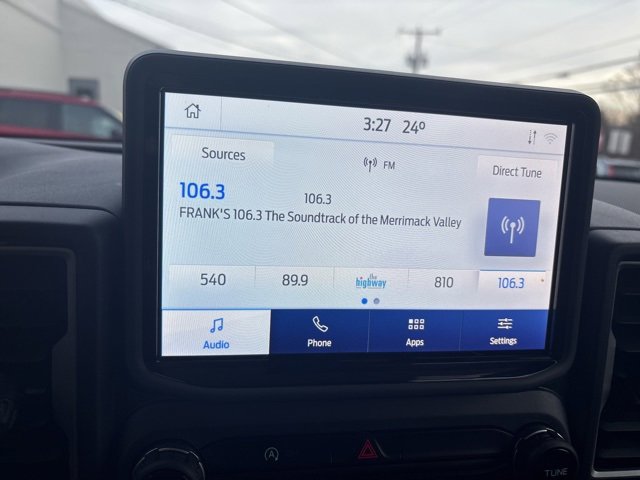 3:27 24º
Sources
FM
Direct Tune
106.3
106.3
FRANK'S 106.3 The Soundtrack of the Merrimack Valley
540
89.9
the highway
810
106.3
Audio
Phone
Apps
Settings
A
TUNE